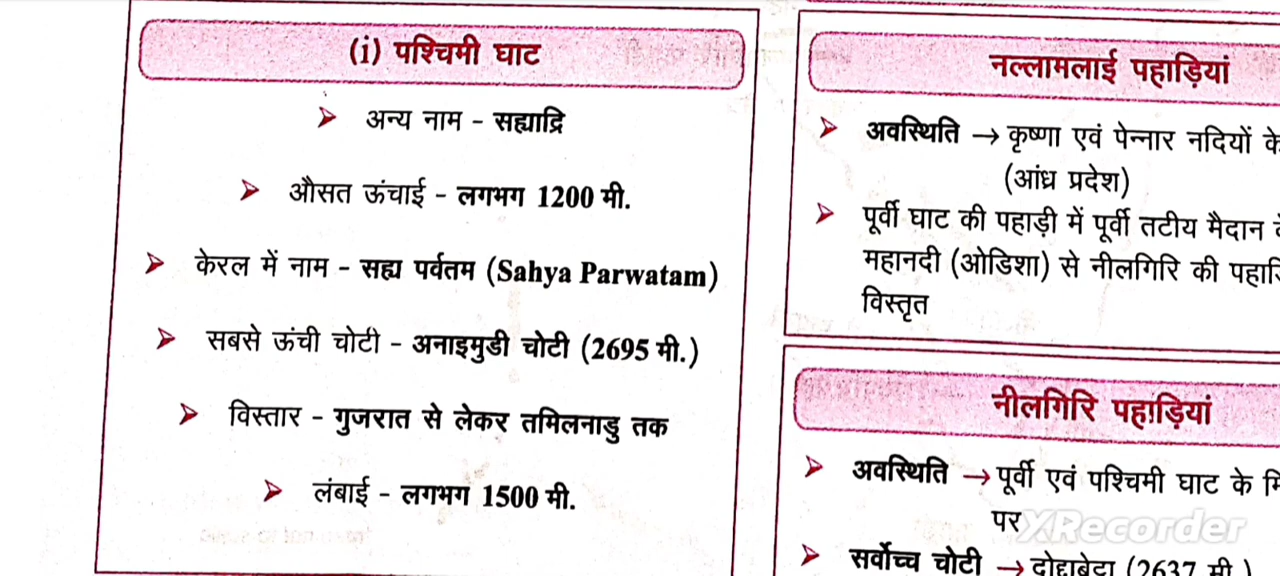 (i) पश्चिमी घाट
➢ अन्य नाम - सह्याद्रि
➢ औसत ऊंचाई - लगभग 1200 मी.
➢ केरल में नाम - सह्य पर्वतम (Sahya Parwatam)
➢ सबसे ऊंची चोटी - अनाइमुडी चोटी (2695 मी.)
➢ विस्तार - गुजरात से लेकर तमिलनाडु तक
➢ लंबाई - लगभग 1500 मी.
नल्लामलाई पहाड़ियां
➢ अवस्थिति → कृष्णा एवं पेन्नार नदियों के
(आंध्र प्रदेश)
➢ पूर्वी घाट की पहाड़ी में पूर्वी तटीय मैदान
महानदी (ओडिशा) से नीलगिरि की
विस्तृत
नीलगिरि पहाड़ियां
➢ अवस्थिति → पूर्वी एवं पश्चिमी घाट के
पर
➢ सर्वोच्च चोटी → दोद्दाबेटा (2637 मी.)
XRecorder